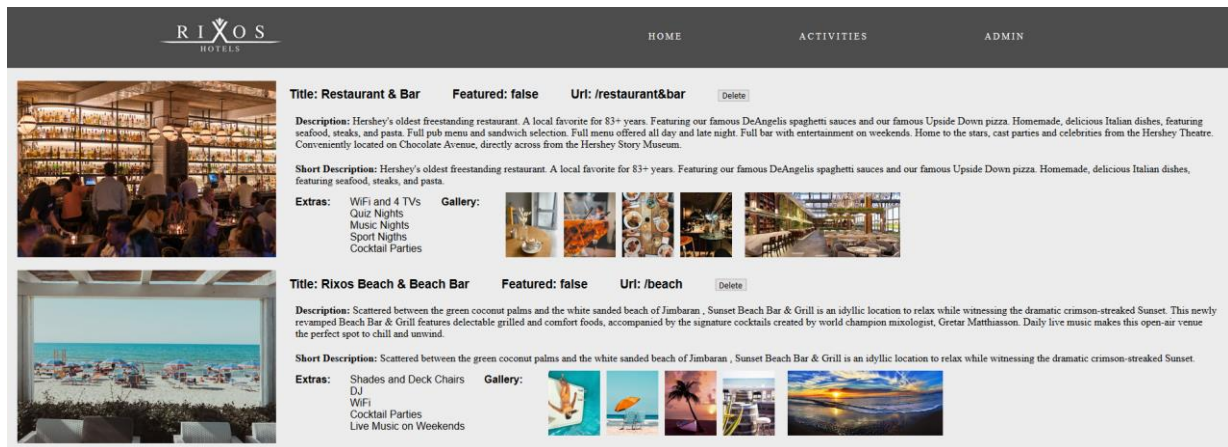 RIXOS
HOTELS
HOME
ACTIVITIES
ADMIN
Title: Restaurant & Bar Featured: false Url: /restaurant&bar Delete
Description: Hershey's oldest freestanding restaurant. A local favorite for 83+ years. Featuring our famous DeAngelis spaghetti sauces and our famous Upside Down pizza. Homemade, delicious Italian dishes, featuring
seafood, steaks, and pasta. Full pub menu and sandwich selection. Full menu offered all day and late night. Full bar with entertainment on weekends. Home to the stars, cast parties and celebrities from the Hershey Theatre.
Conveniently located on Chocolate Avenue, directly across from the Hershey Story Museum.
Short Description: Hershey's oldest freestanding restaurant. A local favorite for 83+ years. Featuring our famous DeAngelis spaghetti sauces and our famous Upside Down pizza. Homemade, delicious Italian dishes,
featuring seafood, steaks, and pasta.
Extras: WiFi and 4 TVs Gallery:
Quiz Nights
Music Nights
Sport Nigths
Cocktail Parties
Title: Rixos Beach & Beach Bar Featured: false Url: /beach Delete
Description: Scattered between the green coconut palms and the white sanded beach of Jimbaran , Sunset Beach Bar & Grill is an idyllic location to relax while witnessing the dramatic crimson-streaked Sunset. This newly
revamped Beach Bar & Grill features delectable grilled and comfort foods, accompanied by the signature cocktails created by world champion mixologist, Gretar Matthiasson. Daily live music makes this open-air venue
the perfect spot to chill and unwind.
Short Description: Scattered between the green coconut palms and the white sanded beach of Jimbaran , Sunset Beach Bar & Grill is an idyllic location to relax while witnessing the dramatic crimson-streaked Sunset.
Extras: Shades and Deck Chairs Gallery:
DJ
WiFi
Cocktail Parties
Live Music on Weekends